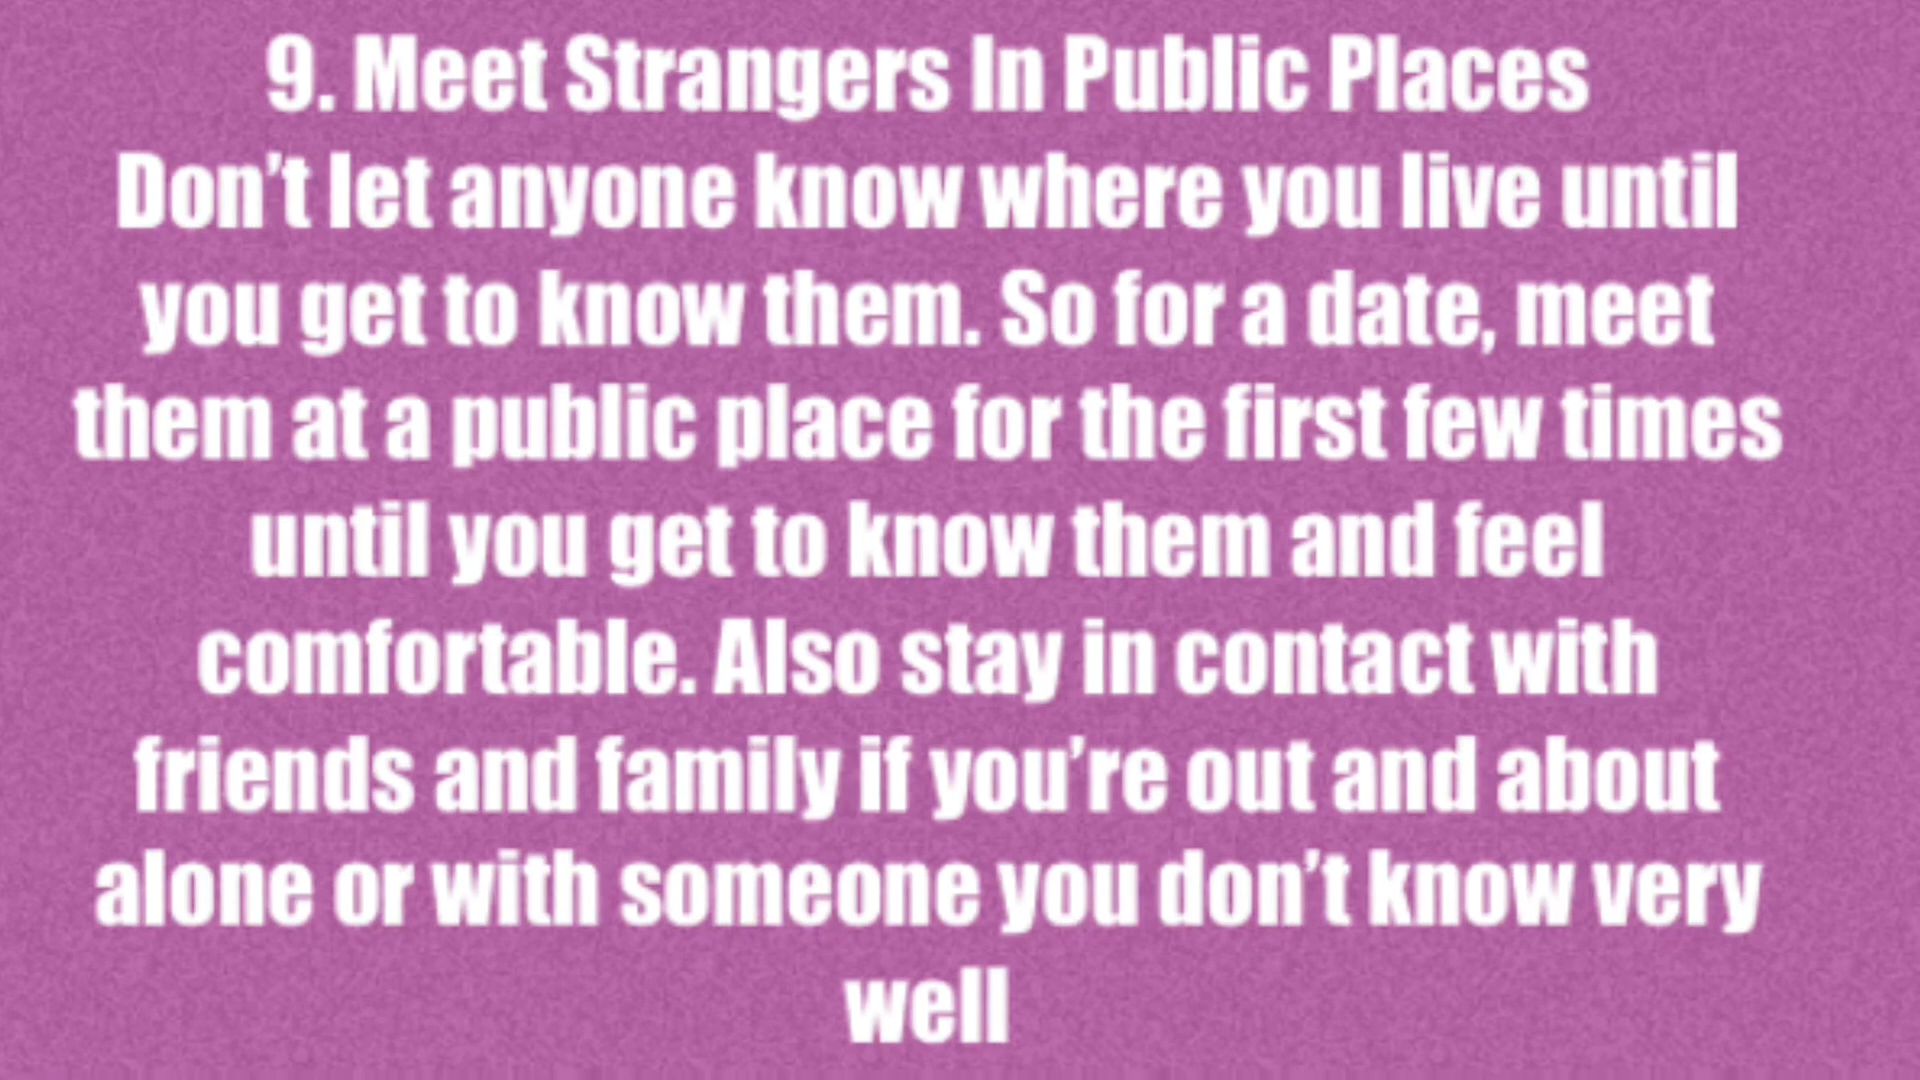 9. Meet Strangers In Public Places
Don’t let anyone know where you live until
you get to know them. So for a date, meet
them at a public place for the first few times
until you get to know them and feel
comfortable. Also stay in contact with
friends and family if you’re out and about
alone or with someone you don’t know very
well